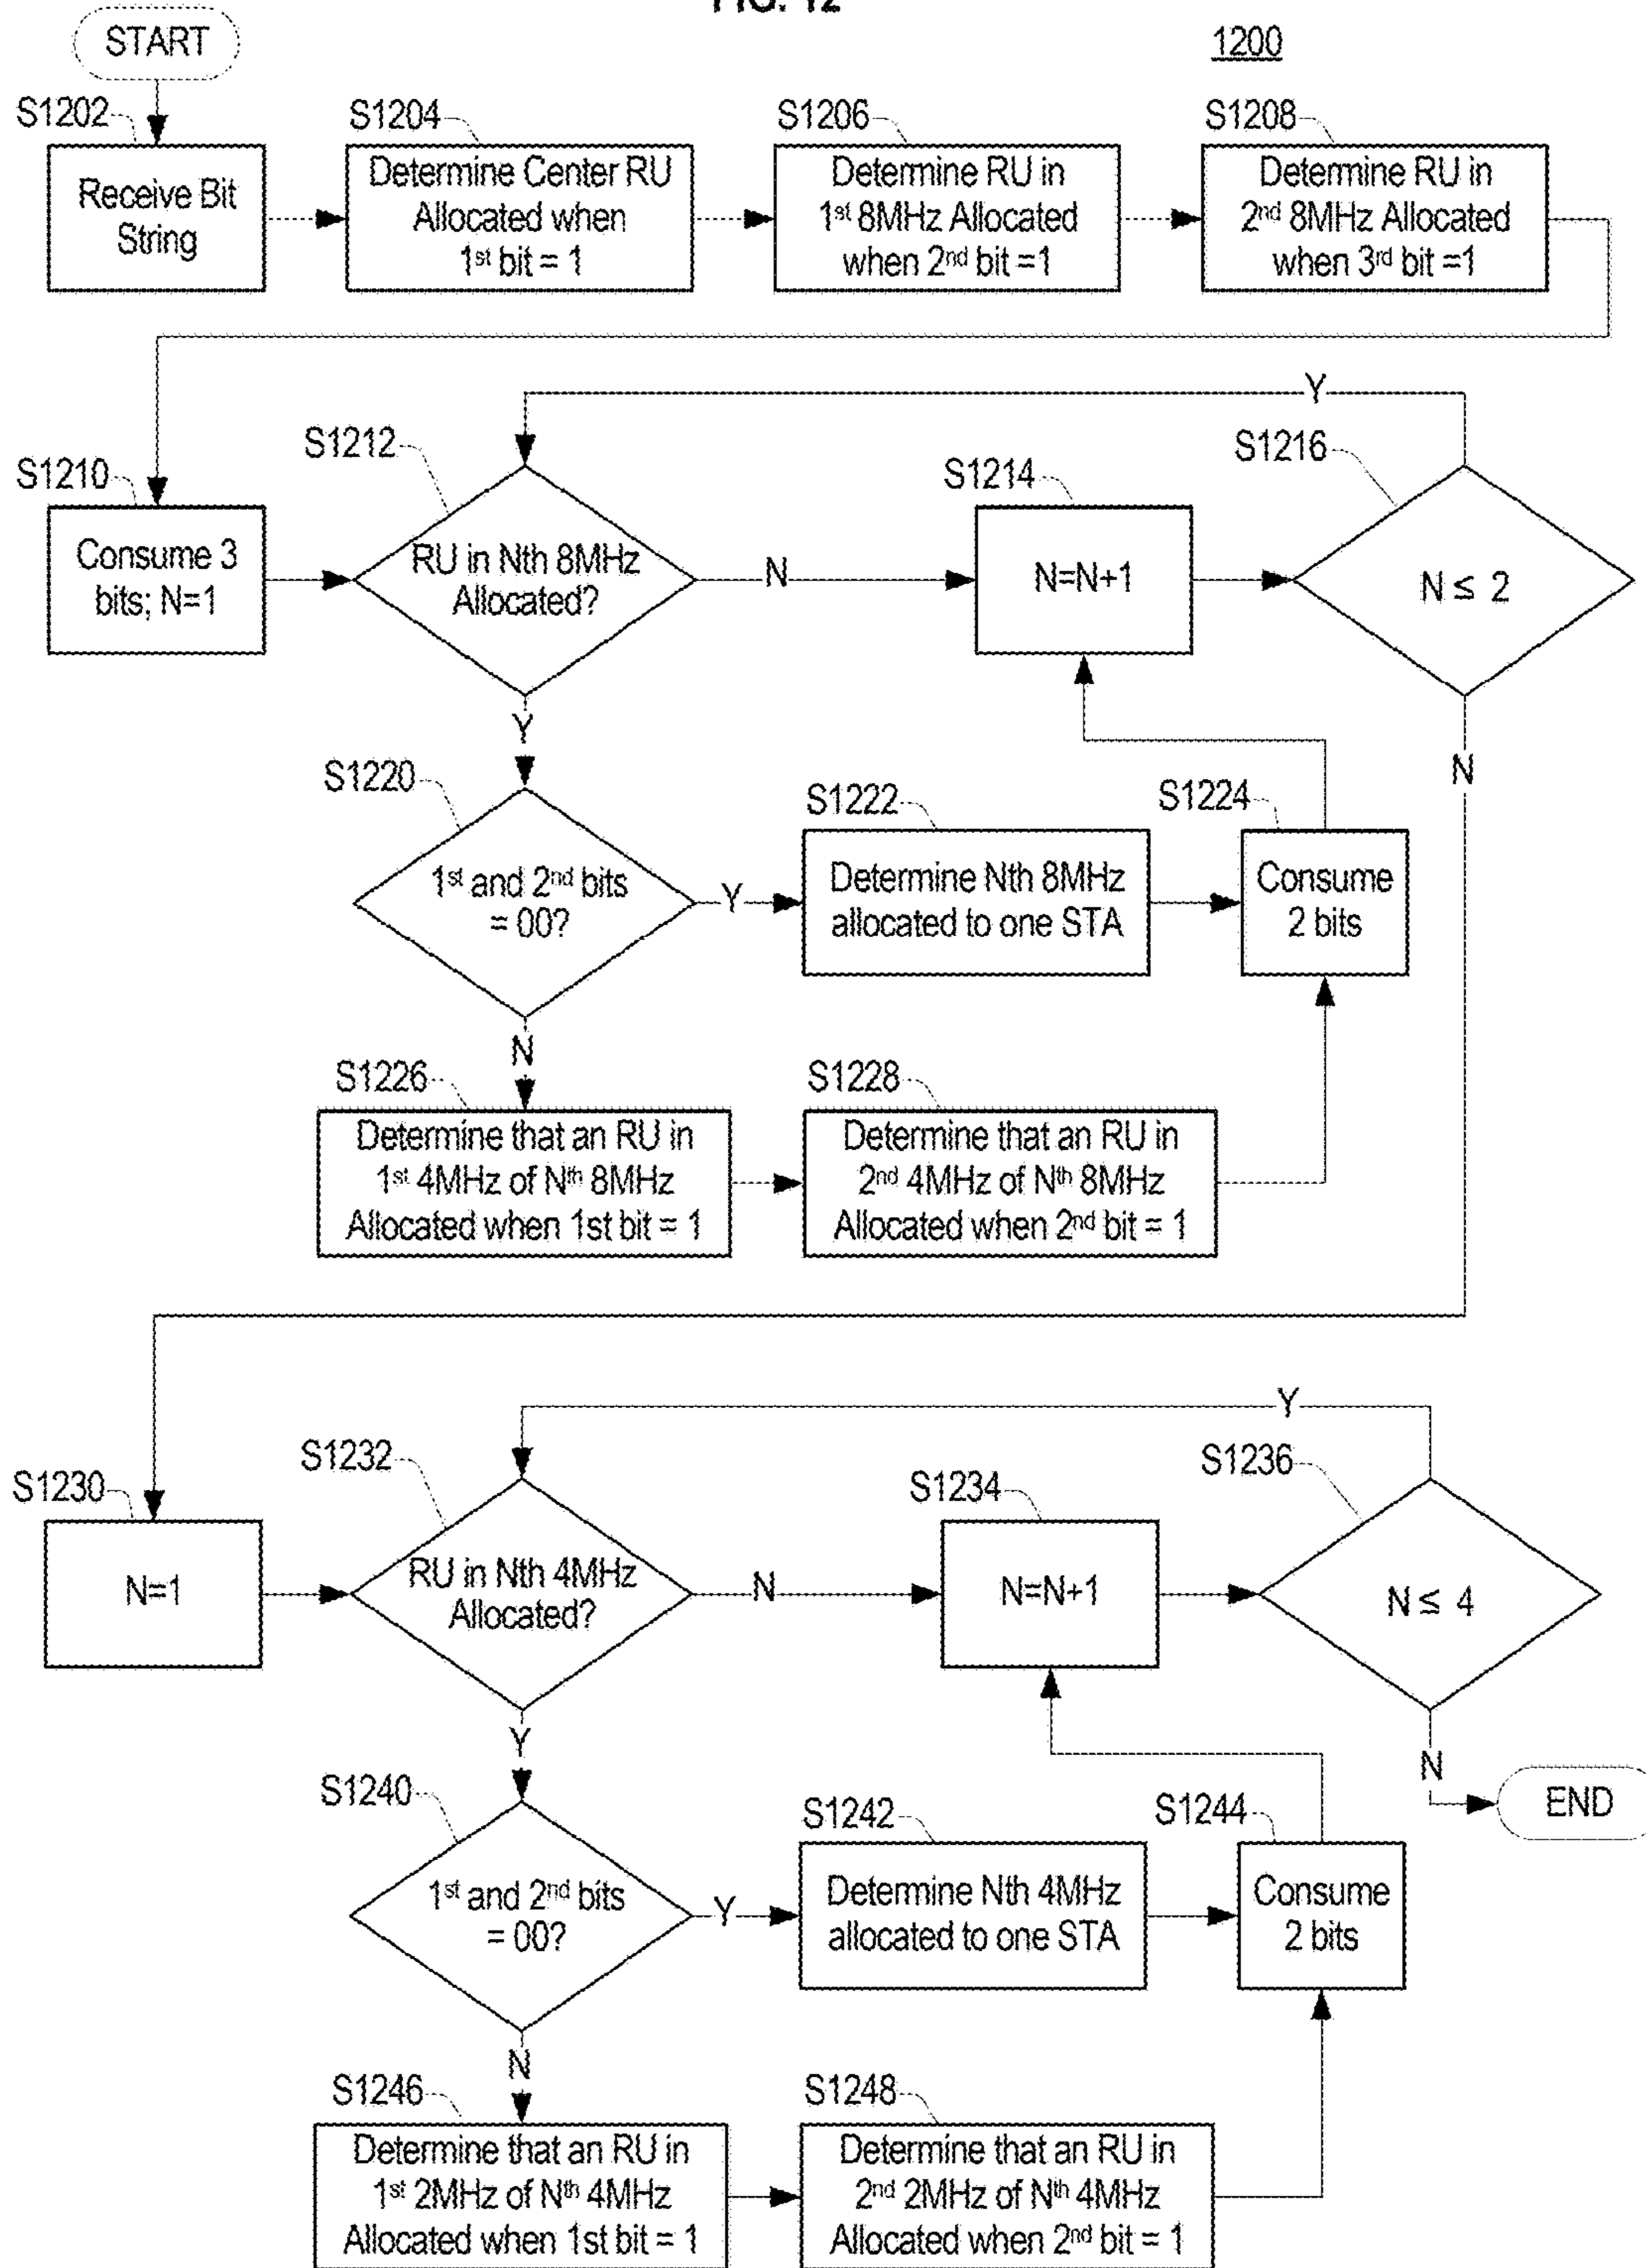 FIG. 12
1200
START
S1202
Receive Bit
String
S1204
Determine Center RU
Allocated when
1st bit = 1
S1206
Determine RU in
1st 8MHz Allocated
when 2nd bit =1
S1208
Determine RU in
2nd 8MHz Allocated
when 3rd bit =1
S1210
Consume 3
bits; N=1
S1212
RU in Nth 8MHz
Allocated?
N
S1214
N=N+1
S1216
N ≤ 2
Y
Y
N
S1220
1st and 2nd bits
= 00?
Y
S1222
Determine Nth 8MHz
allocated to one STA
S1224
Consume
2 bits
N
S1226
Determine that an RU in
1st 4MHz of Nth 8MHz
Allocated when 1st bit = 1
S1228
Determine that an RU in
2nd 4MHz of Nth 8MHz
Allocated when 2nd bit = 1
S1230
N=1
S1232
RU in Nth 4MHz
Allocated?
N
S1234
N=N+1
S1236
N ≤ 4
Y
Y
N
END
S1240
1st and 2nd bits
= 00?
Y
S1242
Determine Nth 4MHz
allocated to one STA
S1244
Consume
2 bits
N
S1246
Determine that an RU in
1st 2MHz of Nth 4MHz
Allocated when 1st bit = 1
S1248
Determine that an RU in
2nd 2MHz of Nth 4MHz
Allocated when 2nd bit = 1